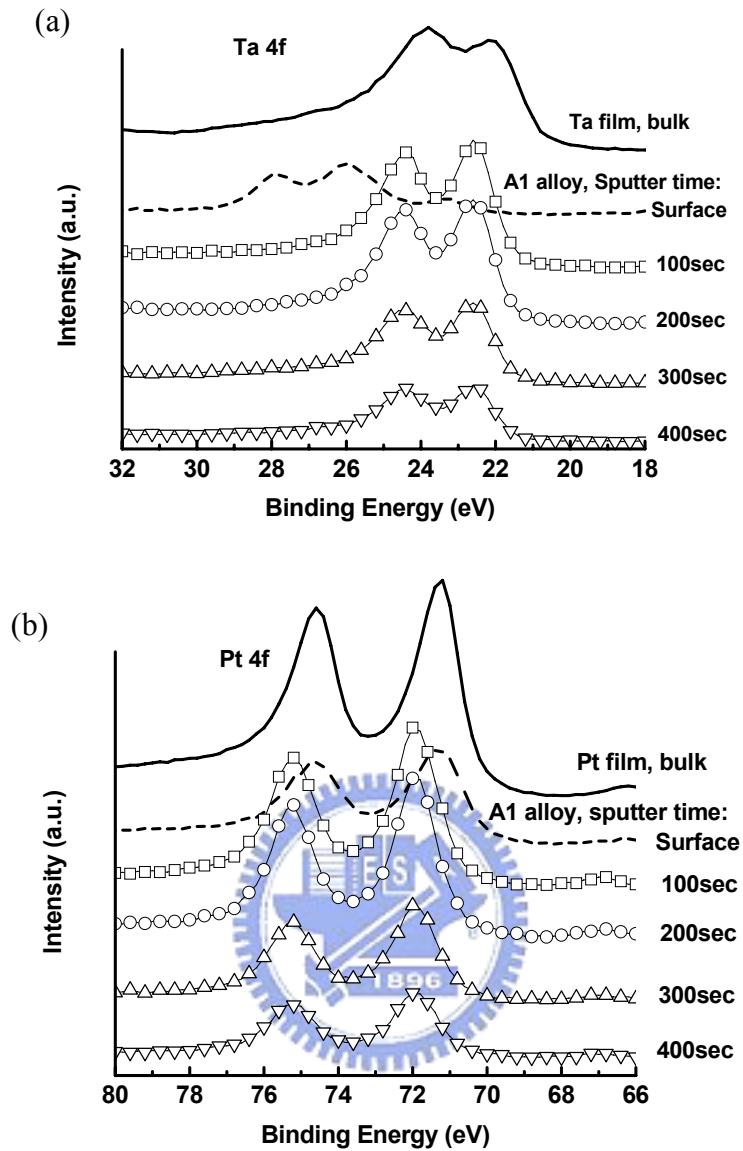 (a)
Ta 4f
Ta film, bulk
A1 alloy, Sputter time:
Surface
100sec
200sec
300sec
400sec
Intensity (a.u.)
32 30 28 26 24 22 20 18
Binding Energy (eV)
(b)
Pt 4f
Pt film, bulk
A1 alloy, sputter time:
Surface
100sec
200sec
300sec
400sec
Intensity (a.u.)
ES
1896
80 78 76 74 72 70 68 66
Binding Energy (eV)